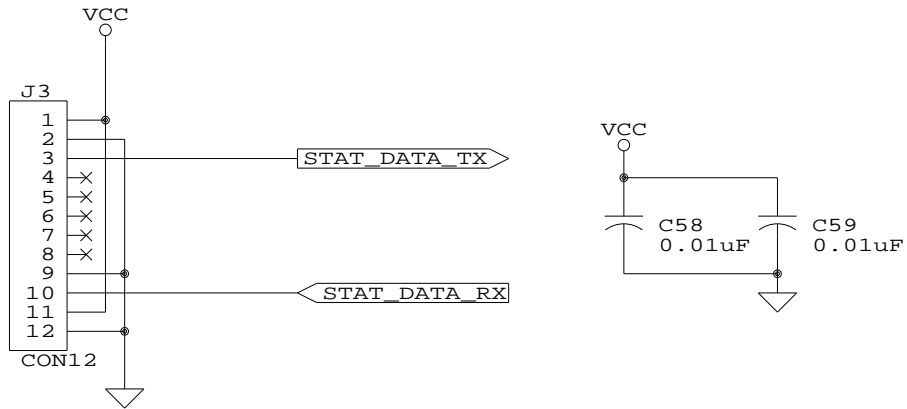 VCC
J3
1
2
3
4
5
6
7
8
9
10
11
12
CON12
STAT_DATA_TX
STAT_DATA_RX
VCC
C58
0.01uF
C59
0.01uF